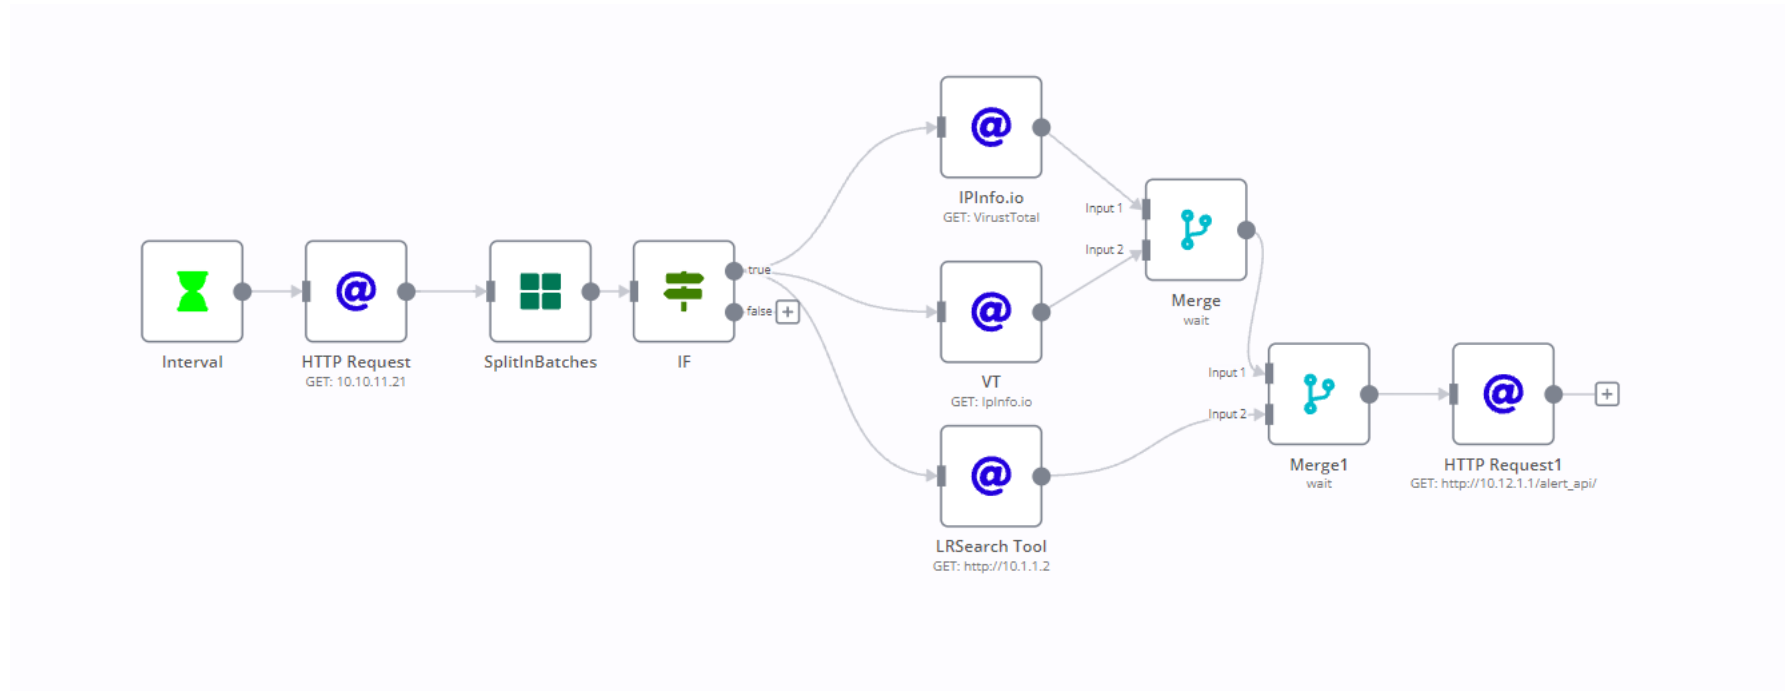 Interval
HTTP Request
GET: 10.10.11.21
SplitInBatches
IF
true
false
IPInfo.io
GET: VirustTotal
VT
GET: IpInfo.io
LRSearch Tool
GET: http://10.1.1.2
Input 1
Input 2
Merge
wait
Input 1
Input 2
Merge1
wait
HTTP Request1
GET: http://10.12.1.1/alert_api/